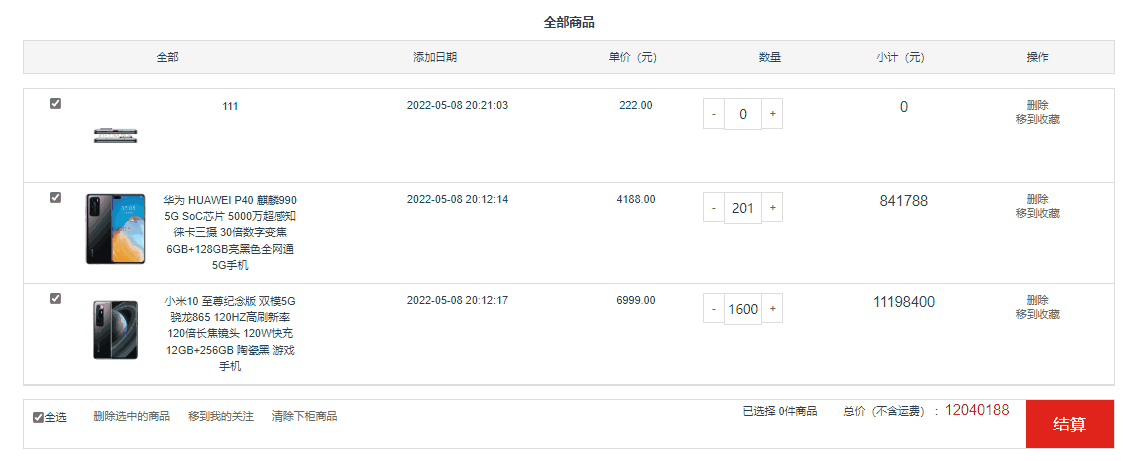 全部商品
全部 添加日期 单价（元） 数量 小计（元） 操作
111 2022-05-08 20:21:03 222.00 - 0 + 0 删除
移到收藏
华为 HUAWEI P40 麒麟990 2022-05-08 20:12:14 4188.00 - 201 + 841788 删除
5G SoC芯片 5000万超感知 移到收藏
徕卡三摄 30倍数字变焦
6GB+128GB亮黑色全网通
5G手机
小米10 至尊纪念版 双模5G 2022-05-08 20:12:17 6999.00 - 1600 + 11198400 删除
骁龙865 120HZ高刷新率 移到收藏
120倍长焦镜头 120W快充
12GB+256GB 陶瓷黑 游戏
手机
全选 删除选中的商品 移到我的关注 清除下柜商品 已选择 0件商品 总价（不含运费）：12040188 结算